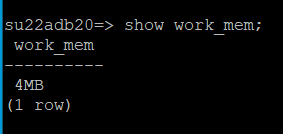 su22adb20=> show work_mem;
 work_mem
----------
 4MB
(1 row)